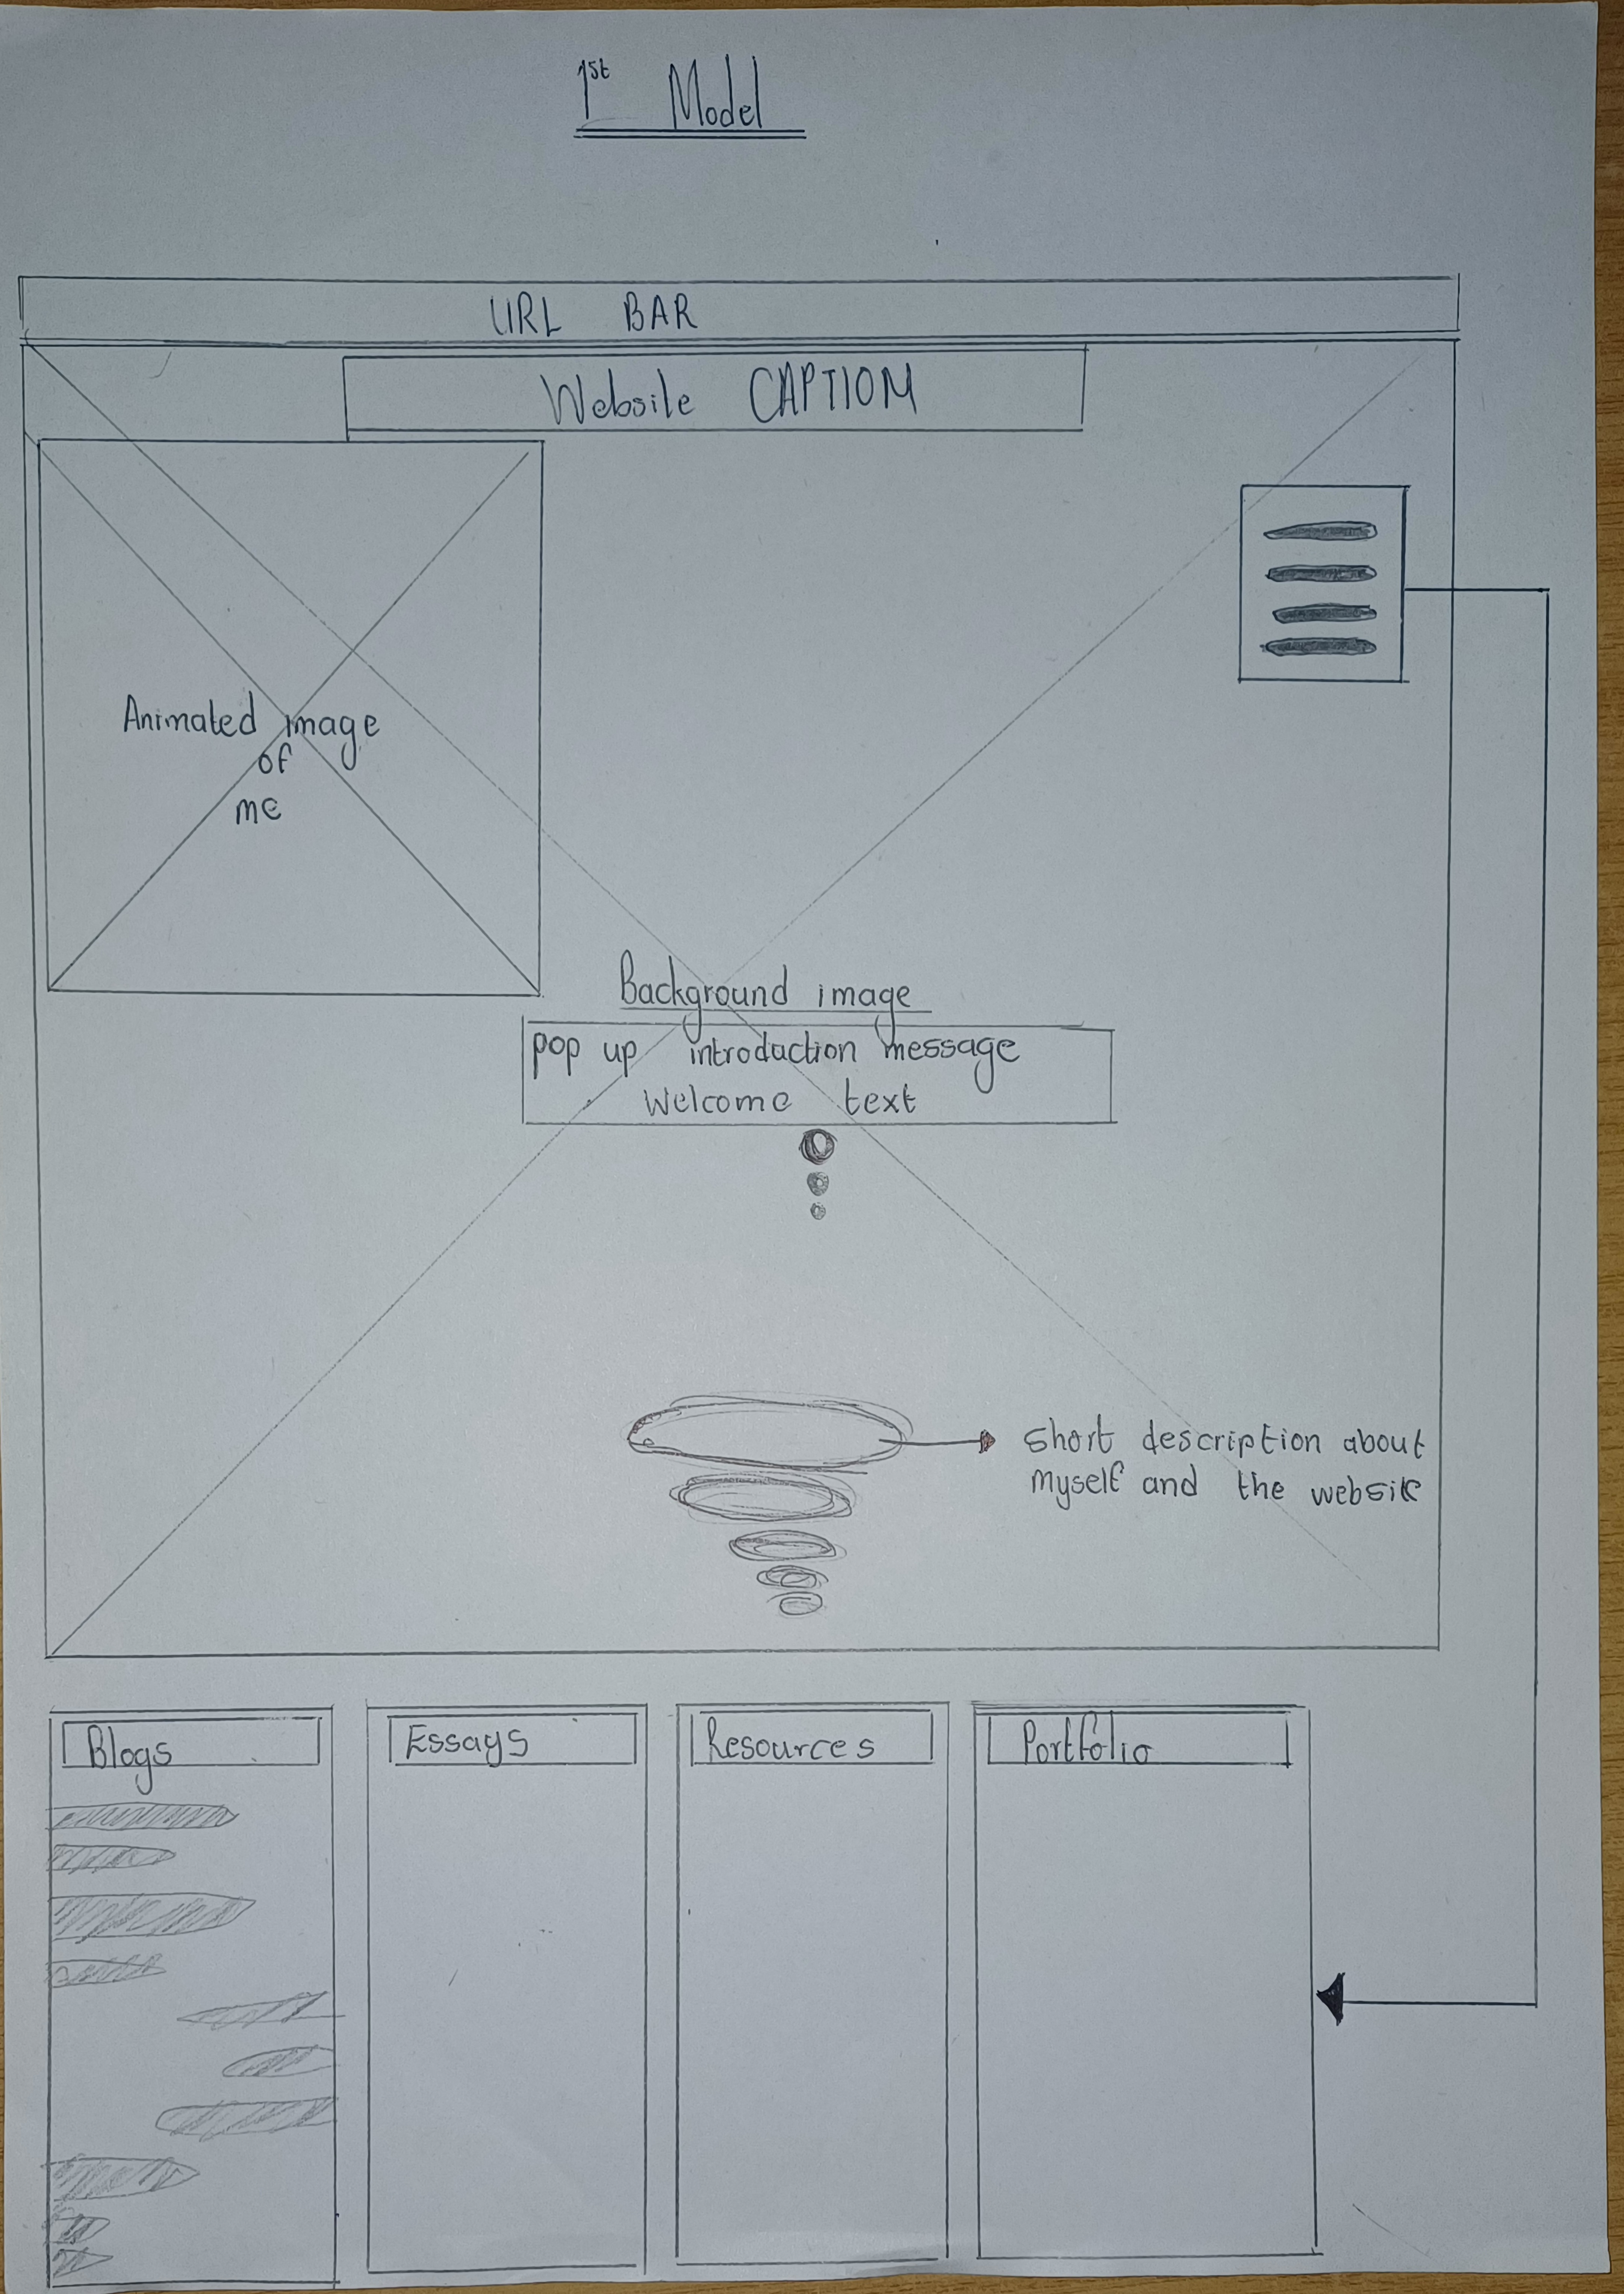 1st Model
URL BAR
Website CAPTION
Animated image
of
me
Background image
pop up introduction message
Welcome text
Short description about
myself and the website
Blogs
Essays
Resources
Portfolio